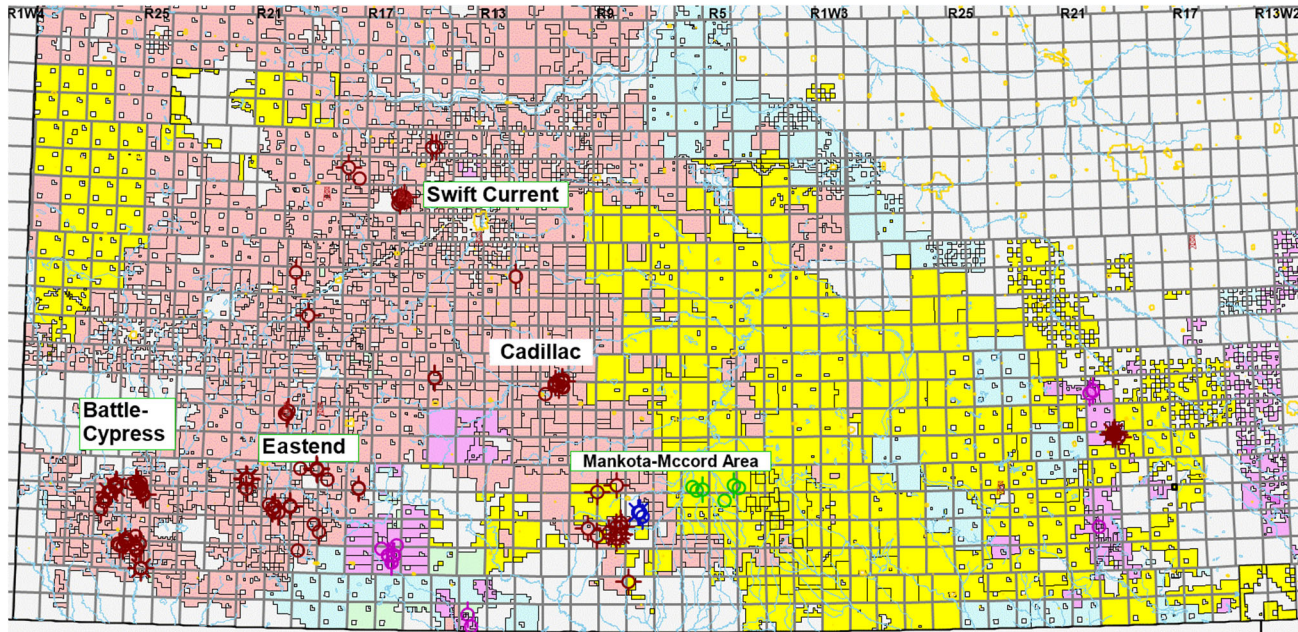 R1W4 R25 R21 R17 R13 R9 R5 R1W3 R25 R21 R17 R13W2
Swift Current
Cadillac
Battle-
Cypress
Eastend
Mankota-Mccord Area